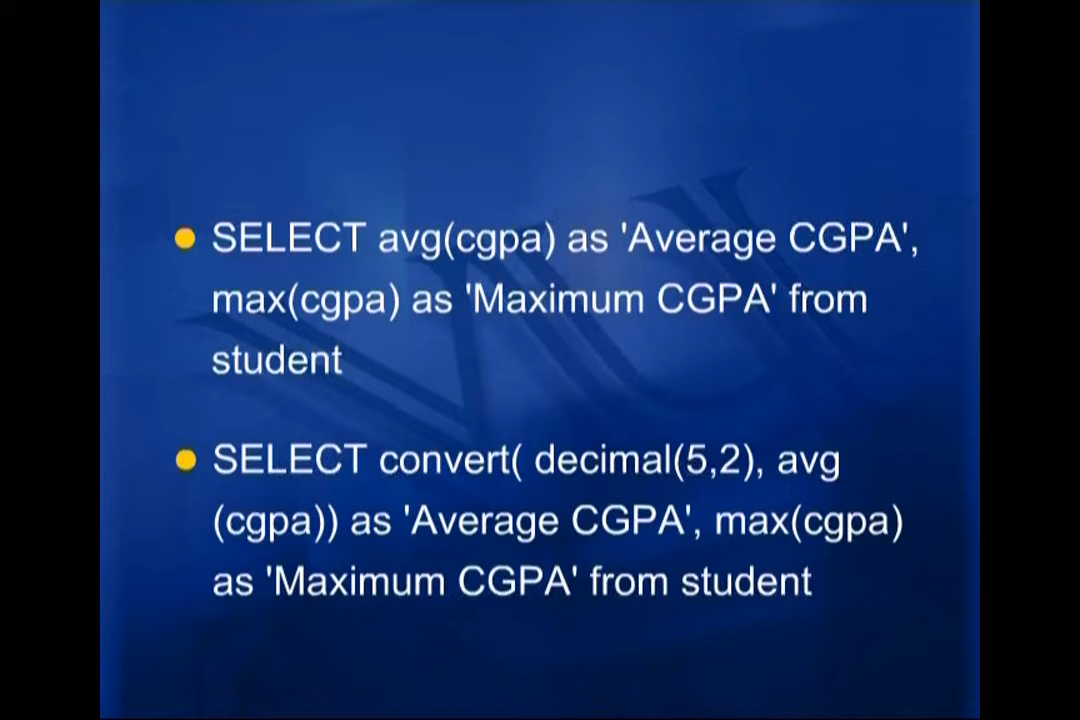 SELECT avg(cgpa) as 'Average CGPA',
max(cgpa) as 'Maximum CGPA' from
student
SELECT convert( decimal(5,2), avg
(cgpa)) as 'Average CGPA', max(cgpa)
as 'Maximum CGPA' from student